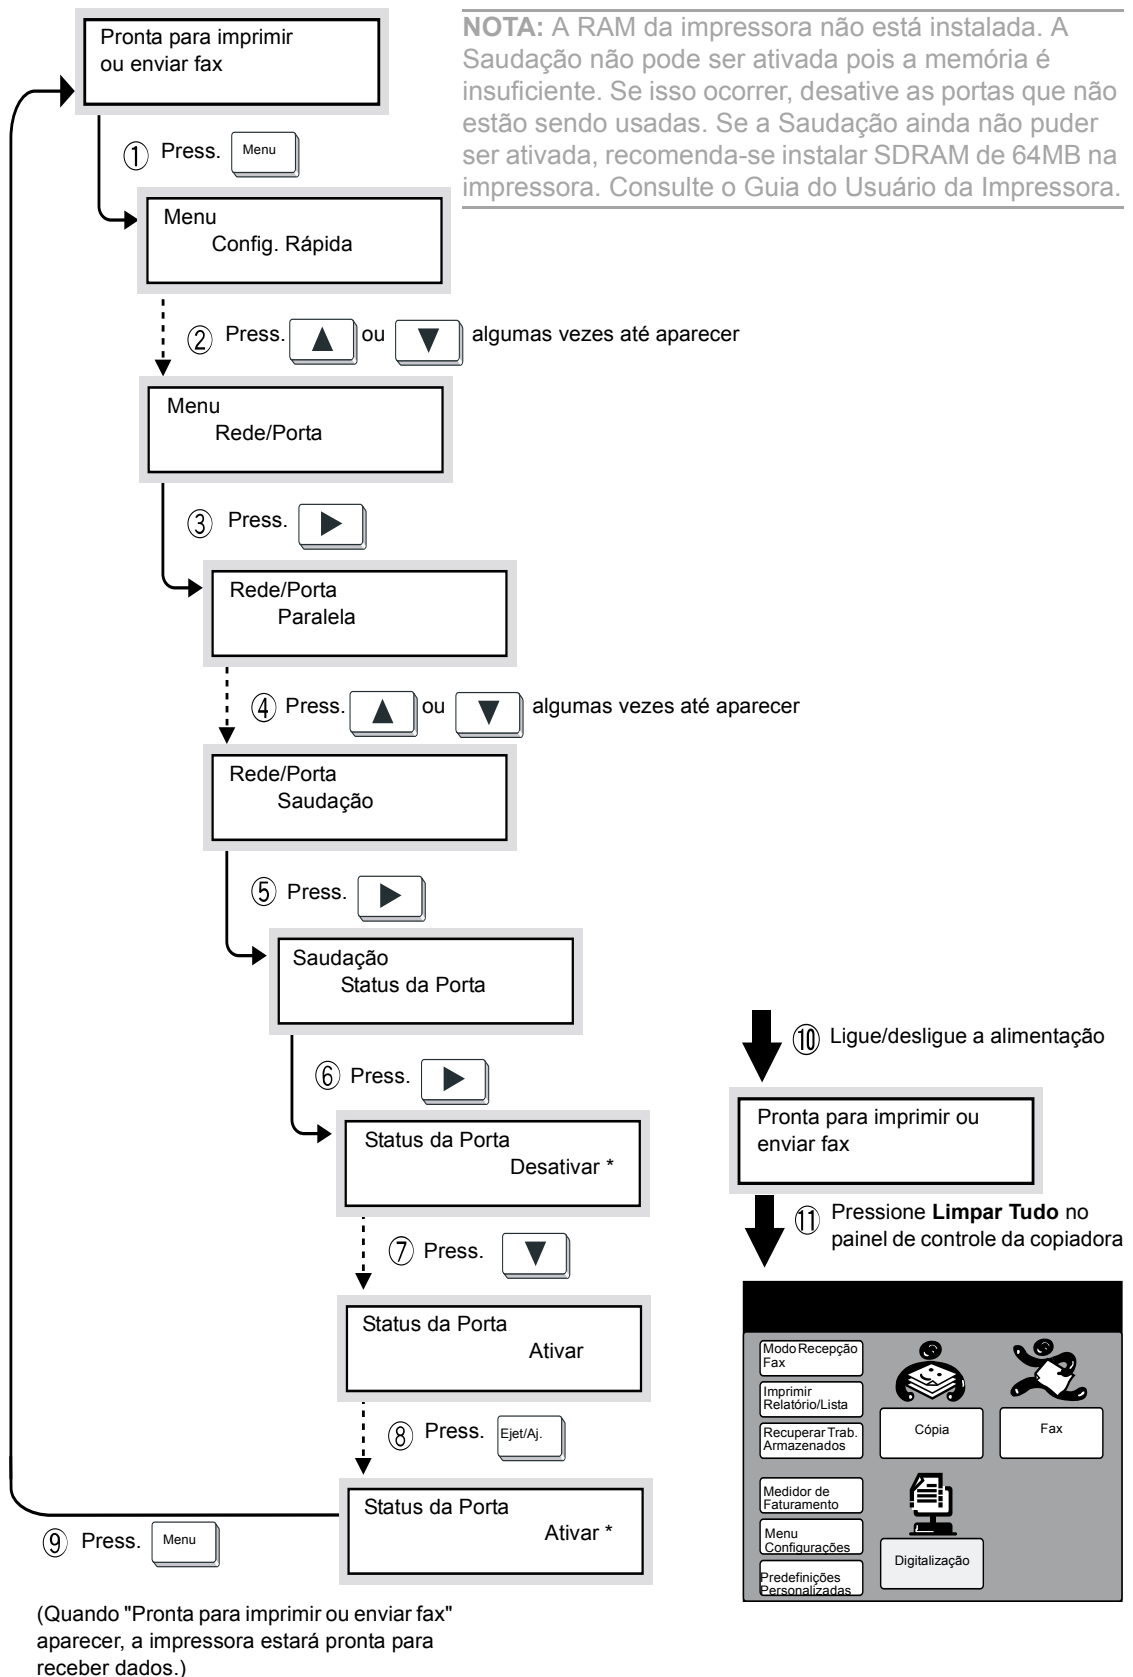 Pronta para imprimir
ou enviar fax
NOTA: A RAM da impressora não está instalada. A
Saudação não pode ser ativada pois a memória é
insuficiente. Se isso ocorrer, desative as portas que não
estão sendo usadas. Se a Saudação ainda não puder
ser ativada, recomenda-se instalar SDRAM de 64MB na
impressora. Consulte o Guia do Usuário da Impressora.
① Press. Menu
Menu
Config. Rápida
② Press. ▲ ou ▼ algumas vezes até aparecer
Menu
Rede/Porta
③ Press. ▶
Rede/Porta
Paralela
④ Press. ▲ ou ▼ algumas vezes até aparecer
Rede/Porta
Saudação
⑤ Press. ▶
Saudação
Status da Porta
⑥ Press. ▶
Status da Porta
Desativar *
⑦ Press. ▼
Status da Porta
Ativar
⑧ Press. Ejet/Aj.
Status da Porta
Ativar *
⑨ Press. Menu
(Quando "Pronta para imprimir ou enviar fax"
aparecer, a impressora estará pronta para
receber dados.)
⑩ Ligue/desligue a alimentação
Pronta para imprimir ou
enviar fax
⑪ Pressione Limpar Tudo no
painel de controle da copiadora
Modo Recepção
Fax
Imprimir
Relatório/Lista
Recuperar Trab.
Armazenados
Cópia
Fax
Medidor de
Faturamento
Menu
Configurações
Predefinições
Personalizadas
Digitalização